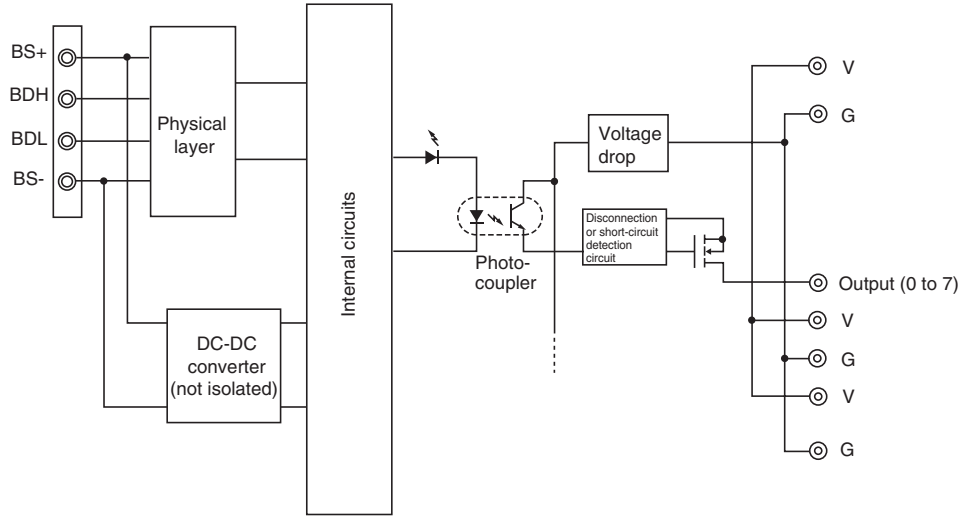 BS+
BDH
BDL
BS-
Physical
layer
DC-DC
converter
(not isolated)
Internal circuits
Photo-
coupler
Voltage
drop
Disconnection
or short-circuit
detection
circuit
V
G
Output (0 to 7)
V
G
V
G